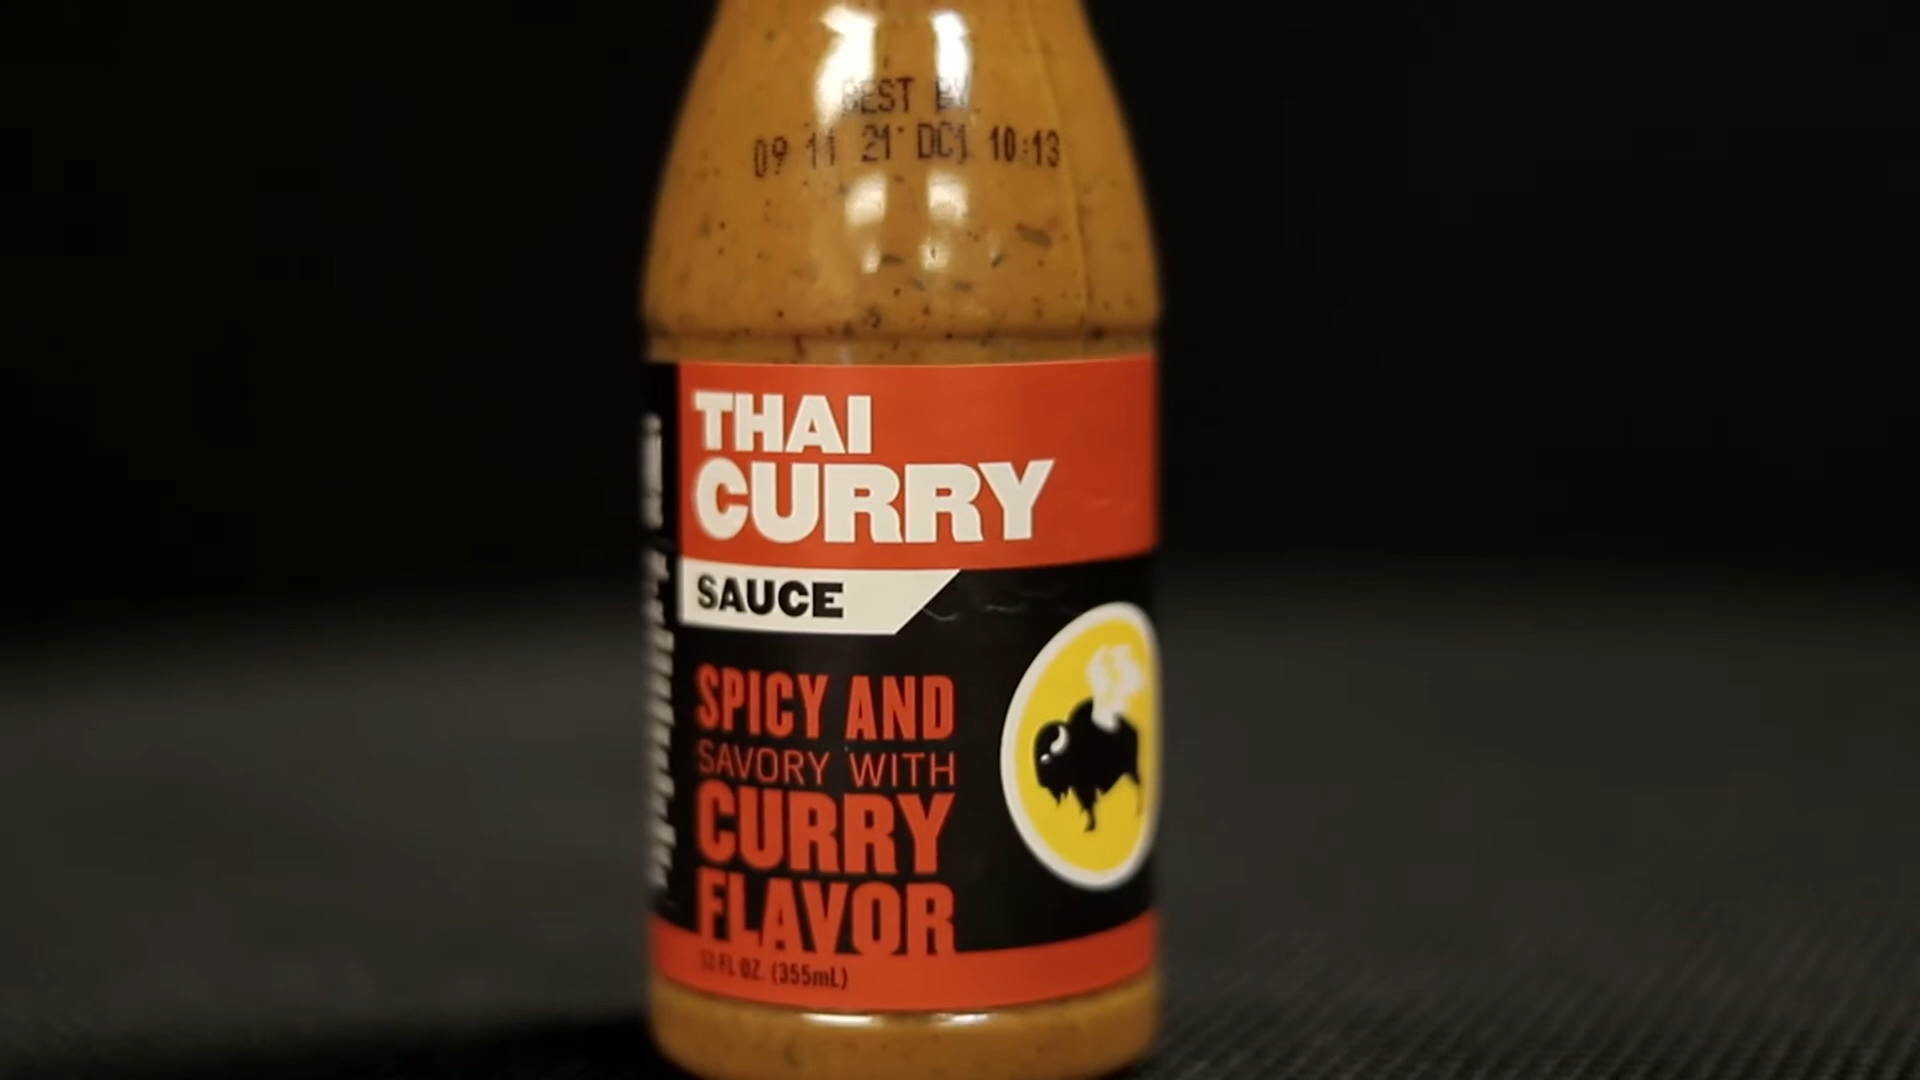 BEST BY
09 11 21 DC1 10:13
THAI
CURRY
SAUCE
SPICY AND
SAVORY WITH
CURRY
FLAVOR
12 FL OZ. (355mL)